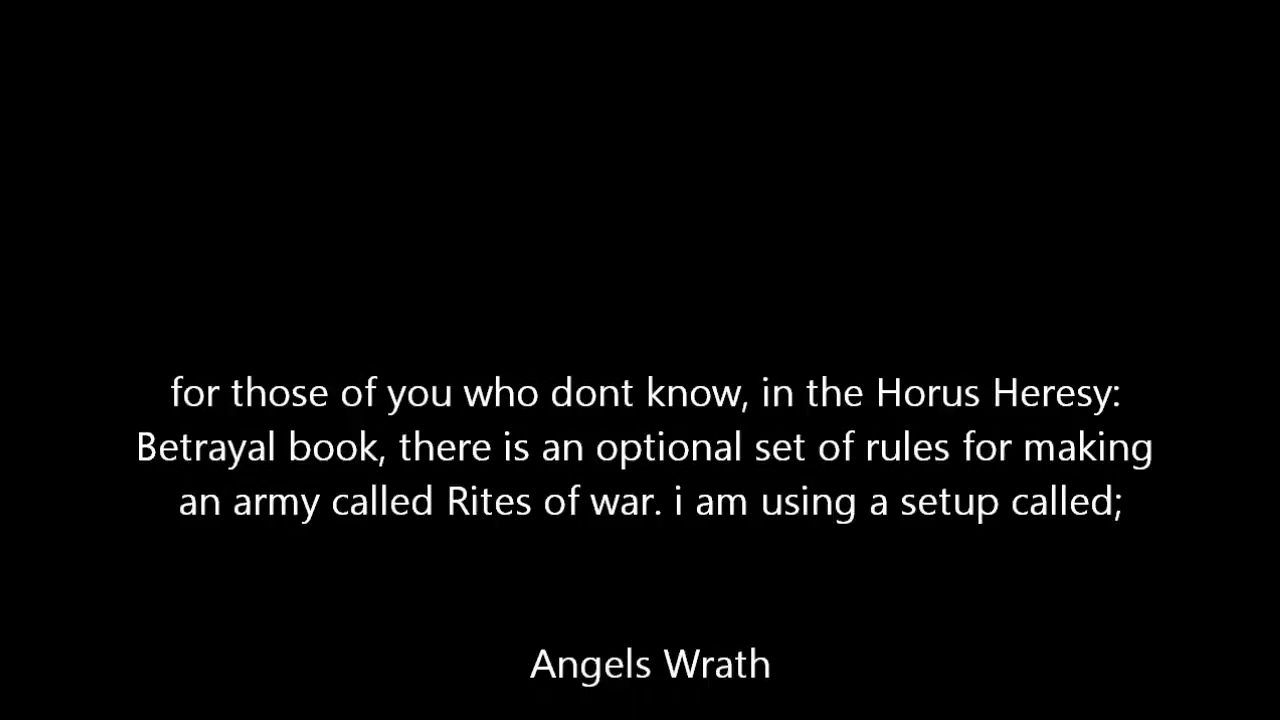 for those of you who dont know, in the Horus Heresy:
Betrayal book, there is an optional set of rules for making
an army called Rites of war. i am using a setup called;
Angels Wrath